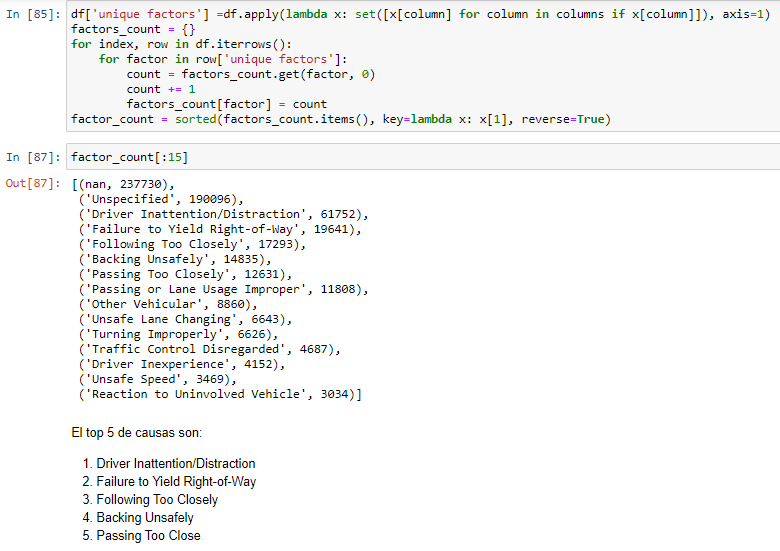 In [85]: df['unique factors'] =df.apply(lambda x: set([x[column] for column in columns if x[column]]), axis=1)
factors_count = {}
for index, row in df.iterrows():
    for factor in row['unique factors']:
        count = factors_count.get(factor, 0)
        count += 1
        factors_count[factor] = count
factor_count = sorted(factors_count.items(), key=lambda x: x[1], reverse=True)
In [87]: factor_count[:15]
Out[87]: [(nan, 237730),
 ('Unspecified', 190096),
 ('Driver Inattention/Distraction', 61752),
 ('Failure to Yield Right-of-Way', 19641),
 ('Following Too Closely', 17293),
 ('Backing Unsafely', 14835),
 ('Passing Too Closely', 12631),
 ('Passing or Lane Usage Improper', 11808),
 ('Other Vehicular', 8860),
 ('Unsafe Lane Changing', 6643),
 ('Turning Improperly', 6626),
 ('Traffic Control Disregarded', 4687),
 ('Driver Inexperience', 4152),
 ('Unsafe Speed', 3469),
 ('Reaction to Uninvolved Vehicle', 3034)]
El top 5 de causas son:
1. Driver Inattention/Distraction
2. Failure to Yield Right-of-Way
3. Following Too Closely
4. Backing Unsafely
5. Passing Too Close